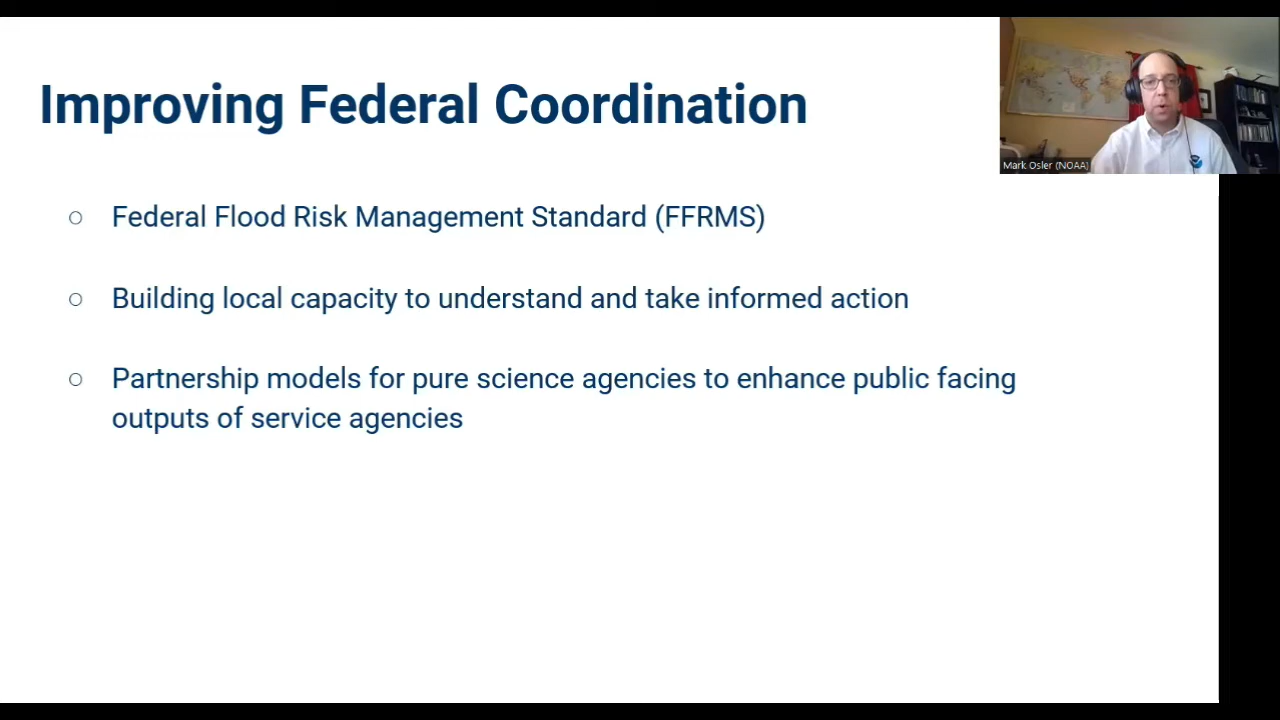 Improving Federal Coordination
Mark Osler (NOAA)
○ Federal Flood Risk Management Standard (FFRMS)
○ Building local capacity to understand and take informed action
○ Partnership models for pure science agencies to enhance public facing
outputs of service agencies